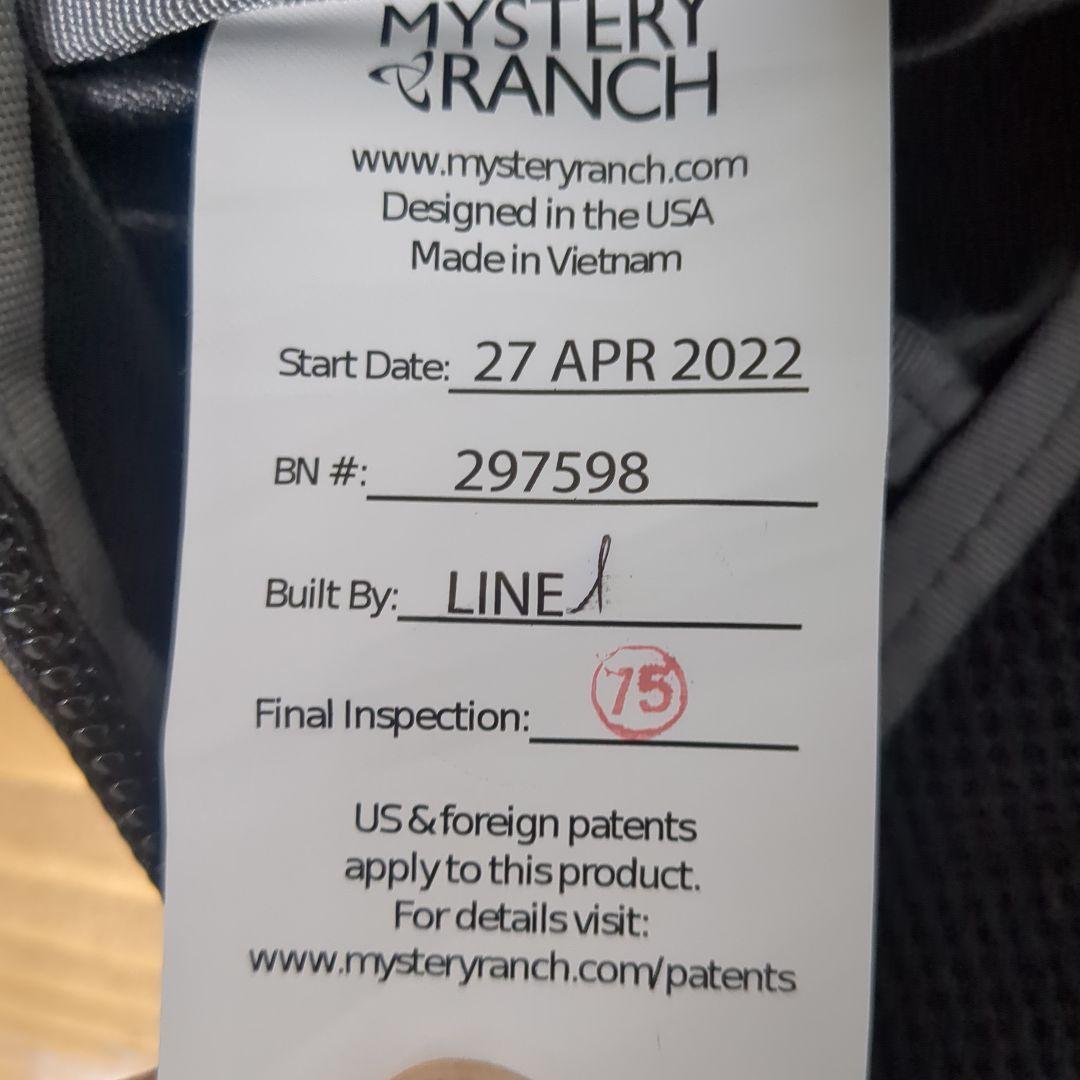 MYSTERY
RANCH
www.mysteryranch.com
Designed in the USA
Made in Vietnam
Start Date: 27 APR 2022
BN #: 297598
Built By: LINE 1
Final Inspection: 75
US & foreign patents
apply to this product.
For details visit:
www.mysteryranch.com/patents